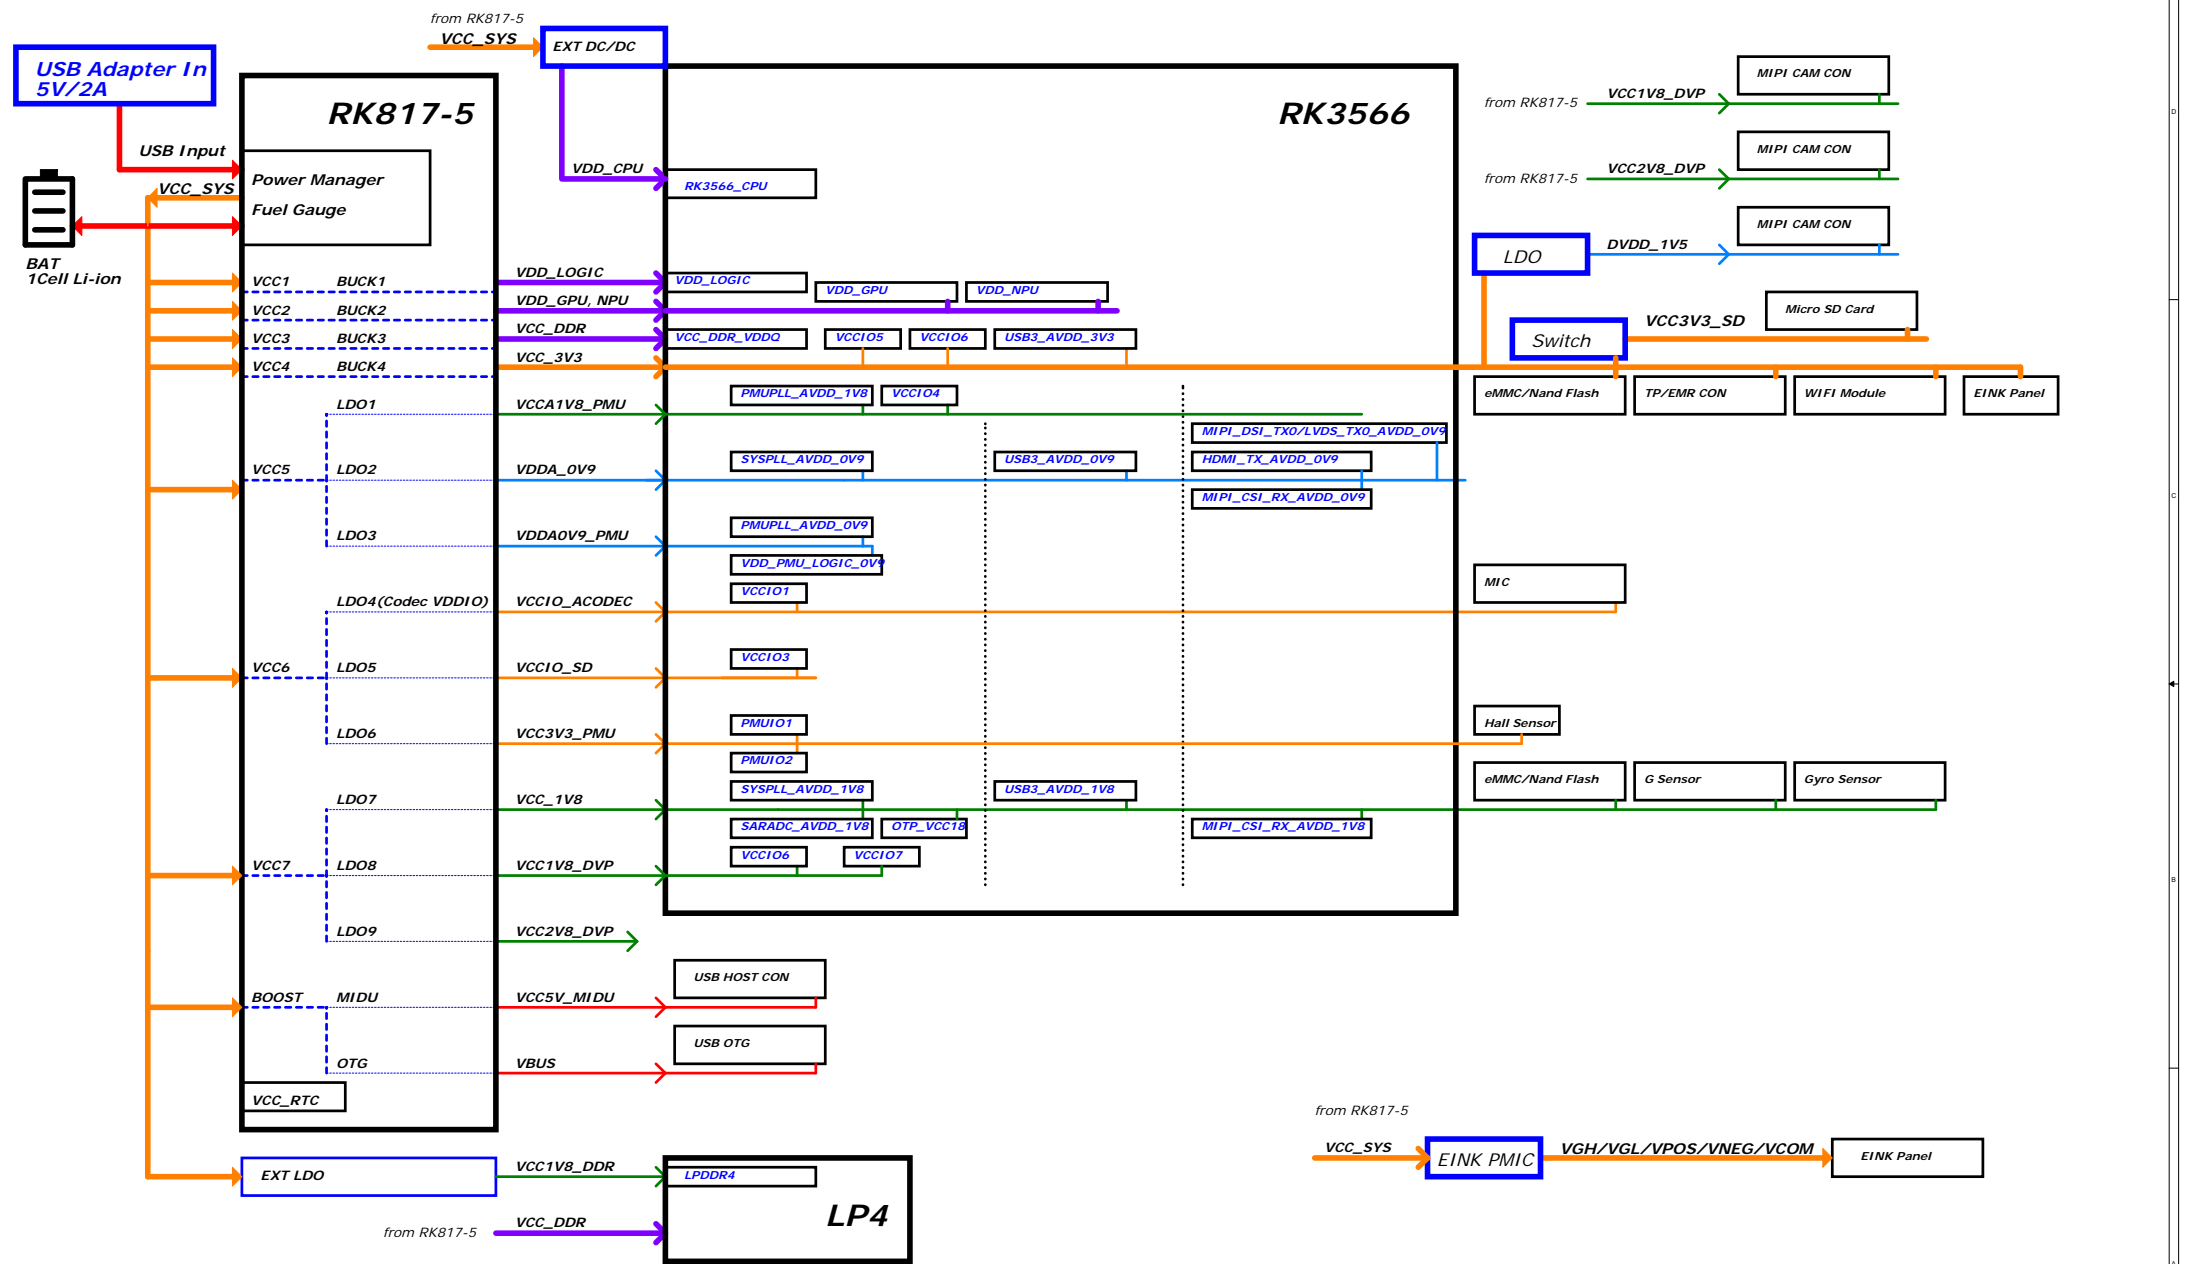 from RK817-5
VCC_SYS
EXT DC/DC
USB Adapter In
5V/2A
RK817-5
RK3566
USB Input
VCC_SYS
Power Manager
Fuel Gauge
BAT
1Cell Li-ion
VDD_CPU
RK3566_CPU
from RK817-5
VCC1V8_DVP
MIPI CAM CON
from RK817-5
VCC2V8_DVP
MIPI CAM CON
LDO
DVDD_1V5
MIPI CAM CON
Switch
VCC3V3_SD
Micro SD Card
VCC1
BUCK1
VDD_LOGIC
VDD_LOGIC
VDD_GPU
VDD_NPU
VCC2
BUCK2
VDD_GPU, NPU
VCC3
BUCK3
VCC_DDR
VCC_DDR_VDDQ
VCCIO5
VCCIO6
USB3_AVDD_3V3
VCC4
BUCK4
VCC_3V3
eMMC/Nand Flash
TP/EMR CON
WIFI Module
EINK Panel
LDO1
VCCA1V8_PMU
PMUPLL_AVDD_1V8
VCCIO4
MIPI_DSI_TX0/LVDS_TX0_AVDD_0V9
VCC5
LDO2
VDDA_0V9
SYSPLL_AVDD_0V9
USB3_AVDD_0V9
HDMI_TX_AVDD_0V9
MIPI_CSI_RX_AVDD_0V9
LDO3
VDDA0V9_PMU
PMUPLL_AVDD_0V9
VDD_PMU_LOGIC_0V9
LDO4(Codec VDDIO)
VCCIO_ACODEC
VCCIO1
MIC
VCC6
LDO5
VCCIO_SD
VCCIO3
LDO6
VCC3V3_PMU
PMUIO1
PMUIO2
Hall Sensor
LDO7
VCC_1V8
SYSPLL_AVDD_1V8
USB3_AVDD_1V8
SARADC_AVDD_1V8
OTP_VCC18
MIPI_CSI_RX_AVDD_1V8
eMMC/Nand Flash
G Sensor
Gyro Sensor
VCC7
LDO8
VCC1V8_DVP
VCCIO6
VCCIO7
LDO9
VCC2V8_DVP
BOOST
MIDU
VCC5V_MIDU
USB HOST CON
OTG
VBUS
USB OTG
VCC_RTC
EXT LDO
VCC1V8_DDR
LPDDR4
LP4
from RK817-5
VCC_DDR
from RK817-5
VCC_SYS
EINK PMIC
VGH/VGL/VPOS/VNEG/VCOM
EINK Panel
D
C
B